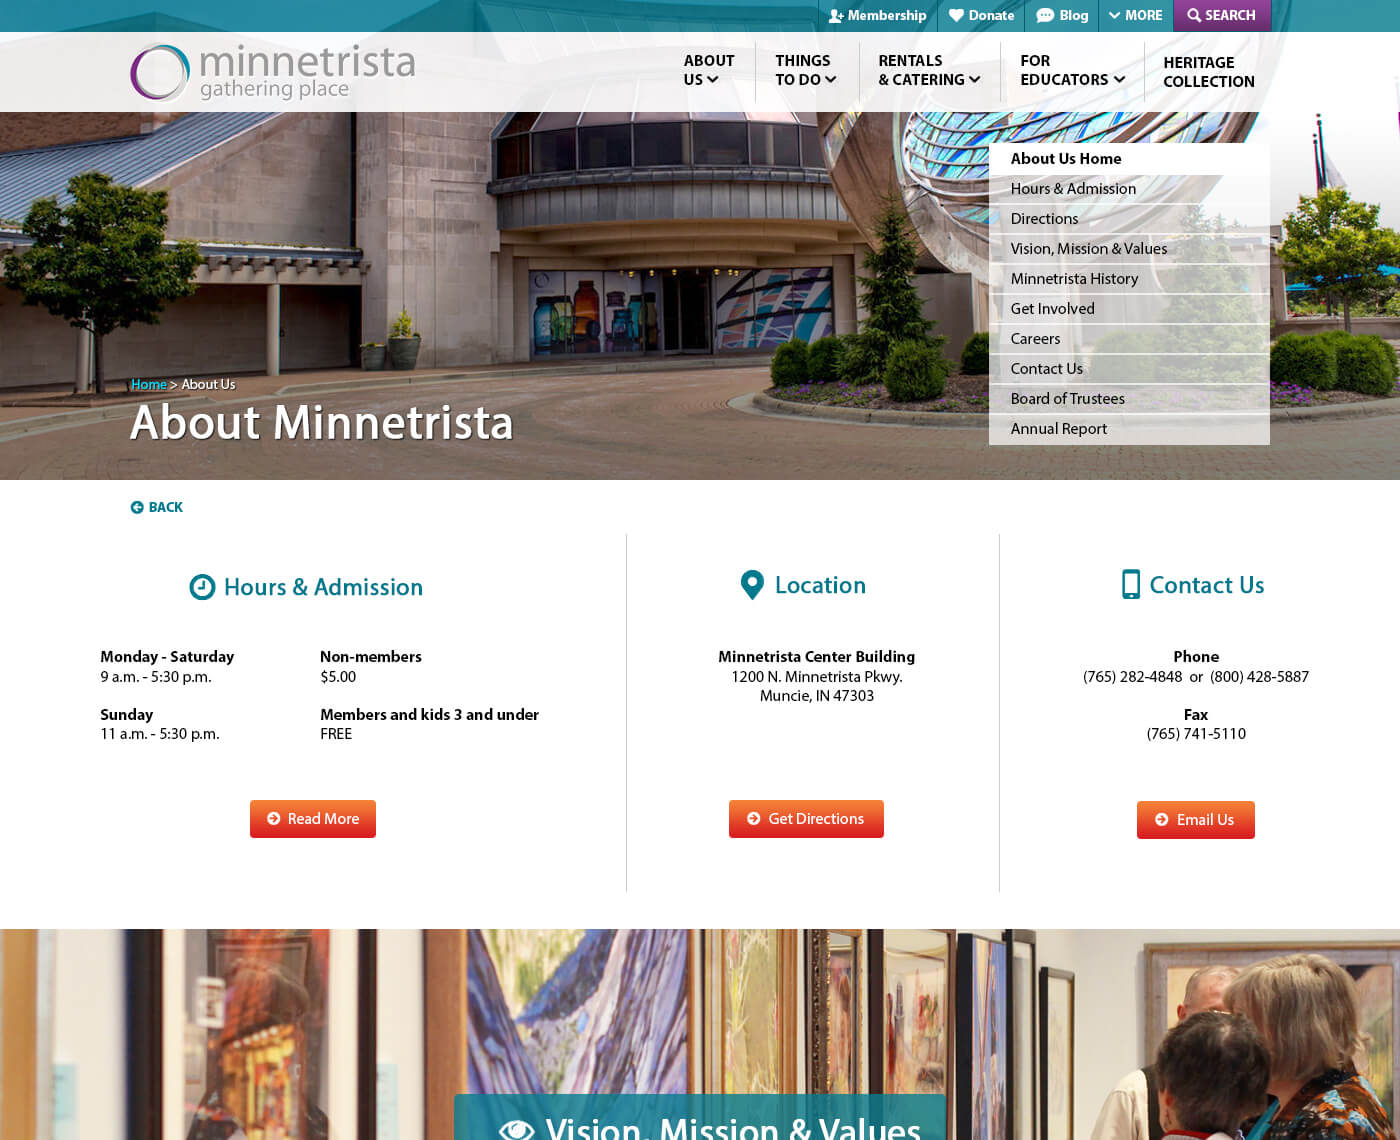 Membership
Donate
Blog
MORE
SEARCH
minnetrista
gathering place
ABOUT
US
THINGS
TO DO
RENTALS
& CATERING
FOR
EDUCATORS
HERITAGE
COLLECTION
About Us Home
Hours & Admission
Directions
Vision, Mission & Values
Minnetrista History
Get Involved
Careers
Contact Us
Board of Trustees
Annual Report
Home > About Us
About Minnetrista
BACK
Hours & Admission
Monday - Saturday
9 a.m. - 5:30 p.m.
Sunday
11 a.m. - 5:30 p.m.
Non-members
$5.00
Members and kids 3 and under
FREE
Read More
Location
Minnetrista Center Building
1200 N. Minnetrista Pkwy.
Muncie, IN 47303
Get Directions
Contact Us
Phone
(765) 282-4848 or (800) 428-5887
Fax
(765) 741-5110
Email Us
Vision, Mission & Values